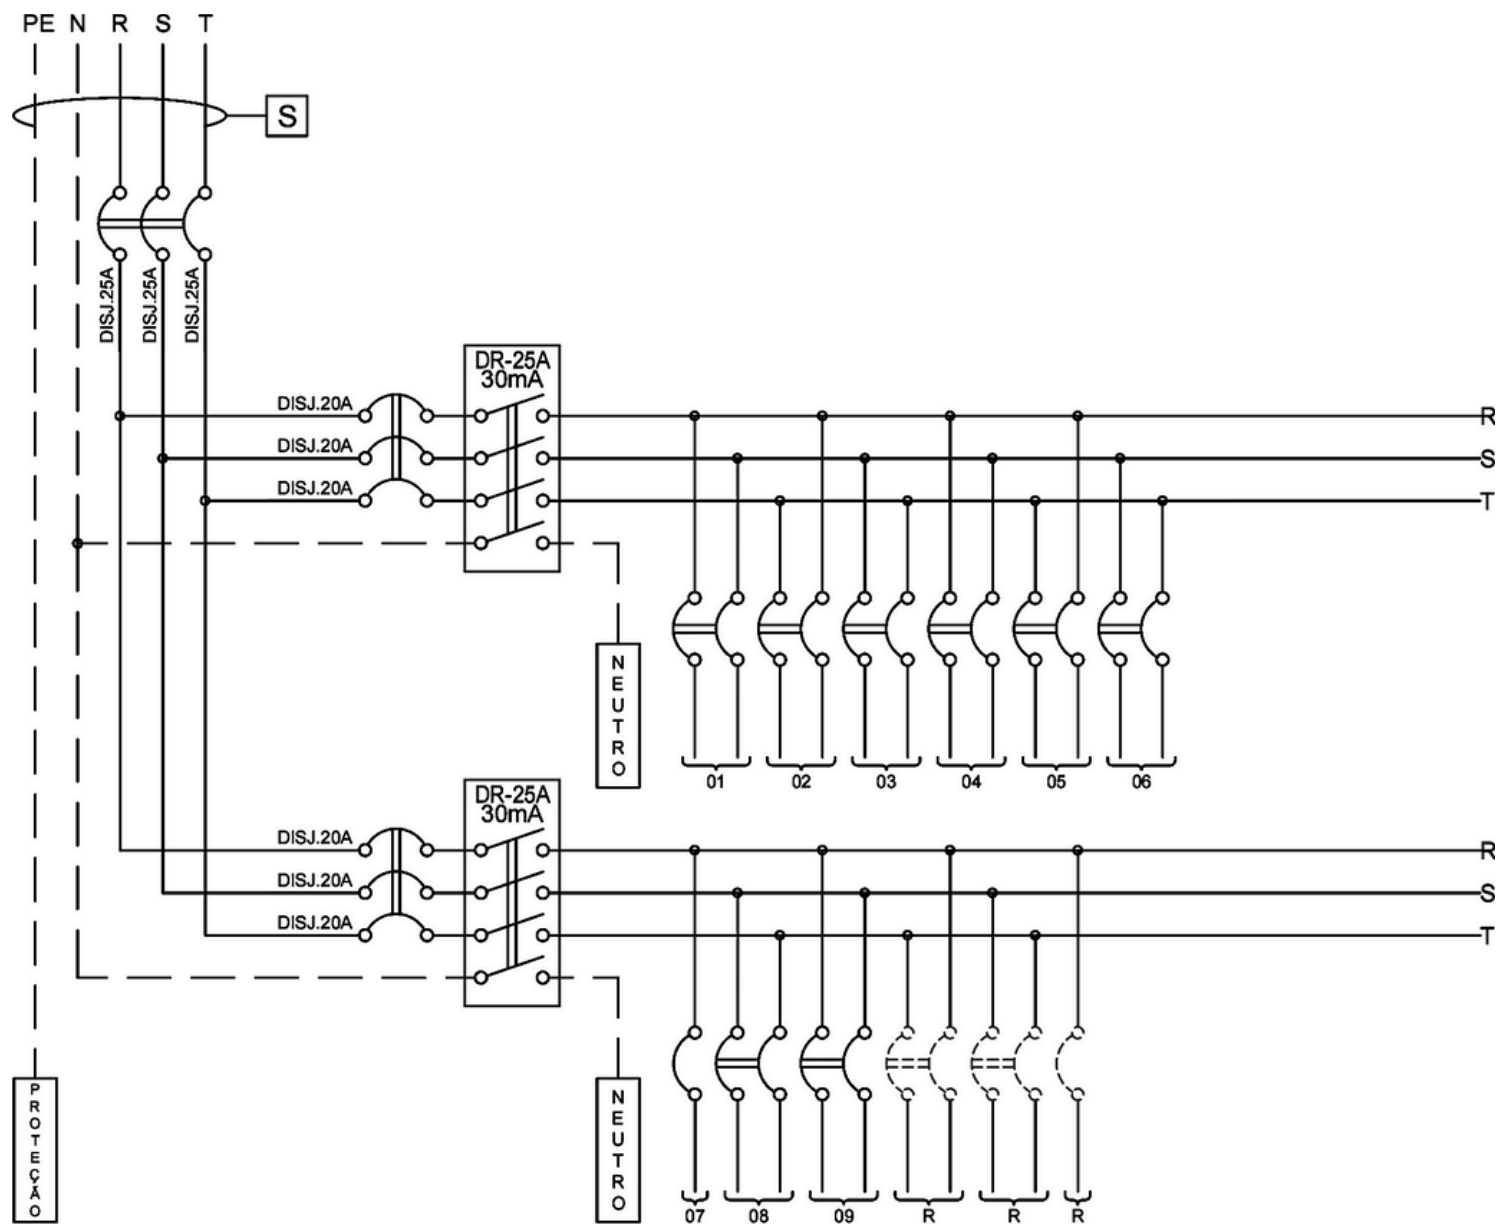 PE N R S T
S
DISJ.25A
DISJ.25A
DISJ.25A
DR-25A
30mA
DISJ.20A
R
DISJ.20A
S
DISJ.20A
T
NEUTRO
01 02 03 04 05 06
DR-25A
30mA
DISJ.20A
R
DISJ.20A
S
DISJ.20A
T
PROTEÇÃO
NEUTRO
07 08 09 R R R